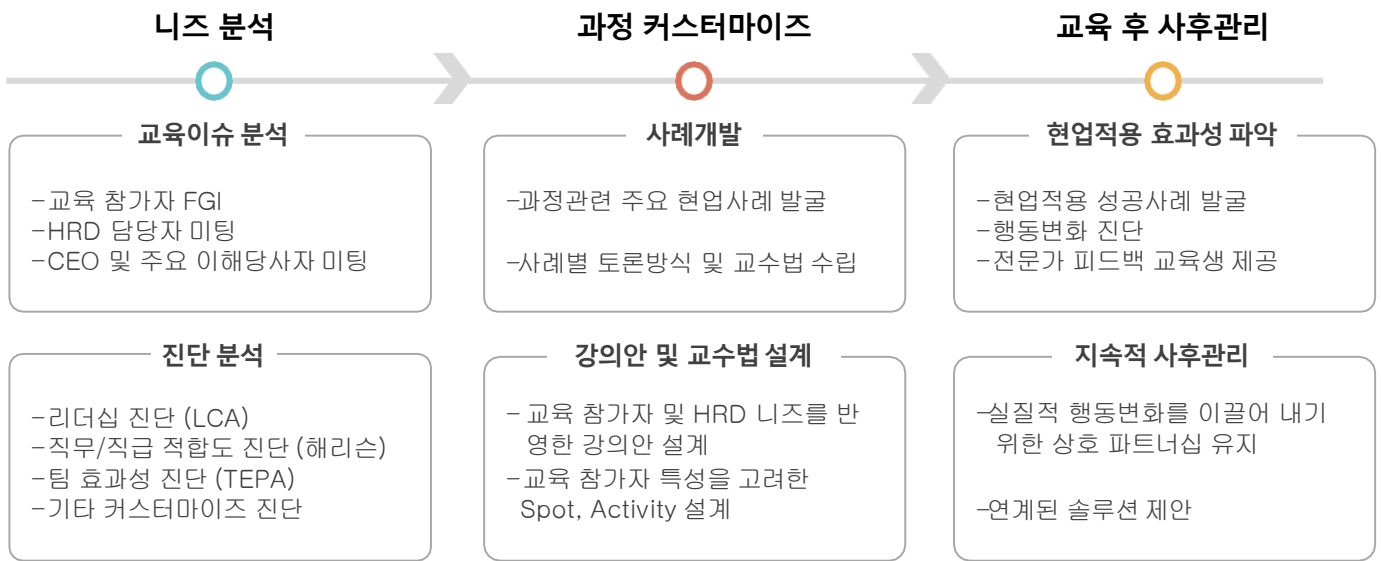 니즈 분석
과정 커스터마이즈
교육 후 사후관리
교육이슈 분석
-교육 참가자 FGI
-HRD 담당자 미팅
-CEO 및 주요 이해당사자 미팅
사례개발
-과정관련 주요 현업사례 발굴
-사례별 토론방식 및 교수법 수립
현업적용 효과성 파악
-현업적용 성공사례 발굴
-행동변화 진단
-전문가 피드백 교육생 제공
진단 분석
-리더십 진단 (LCA)
-직무/직급 적합도 진단 (해리슨)
-팀 효과성 진단 (TEPA)
-기타 커스터마이즈 진단
강의안 및 교수법 설계
- 교육 참가자 및 HRD 니즈를 반
영한 강의안 설계
-교육 참가자 특성을 고려한
Spot, Activity 설계
지속적 사후관리
-실질적 행동변화를 이끌어 내기
위한 상호 파트너십 유지
-연계된 솔루션 제안